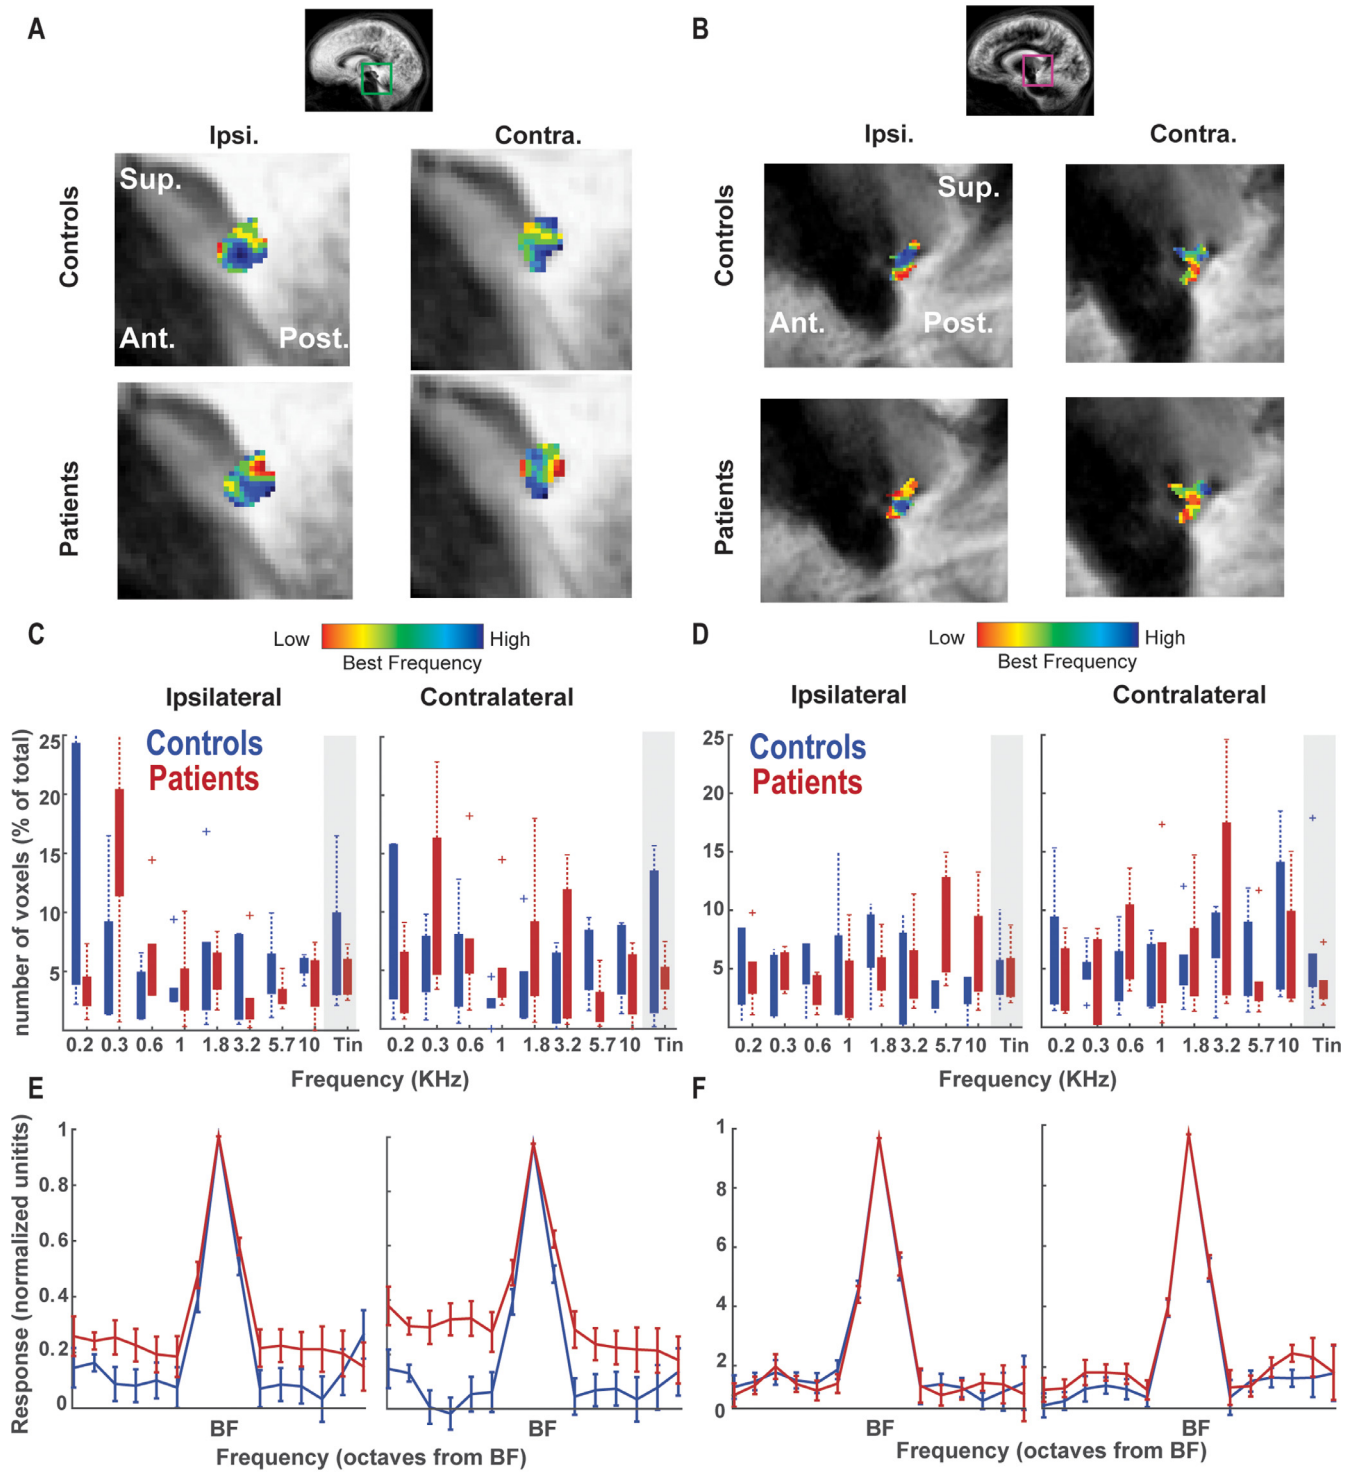 A
B
Ipsi.
Contra.
Ipsi.
Contra.
Controls
Sup.
Ant.
Post.
Controls
Sup.
Ant.
Post.
Patients
Patients
C
Low
High
Best Frequency
D
Low
High
Best Frequency
Ipsilateral
Contralateral
Ipsilateral
Contralateral
Controls
Patients
Controls
Patients
number of voxels (% of total)
25
20
15
10
5
25
20
15
10
5
0.2 0.3 0.6 1 1.8 3.2 5.7 10 Tin
0.2 0.3 0.6 1 1.8 3.2 5.7 10 Tin
0.2 0.3 0.6 1 1.8 3.2 5.7 10 Tin
0.2 0.3 0.6 1 1.8 3.2 5.7 10 Tin
Frequency (KHz)
Frequency (KHz)
E
F
Response (normalized unitits)
1
0.8
0.6
0.4
0.2
0
1
8
6
4
2
0
BF
BF
BF
BF
Frequency (octaves from BF)
Frequency (octaves from BF)